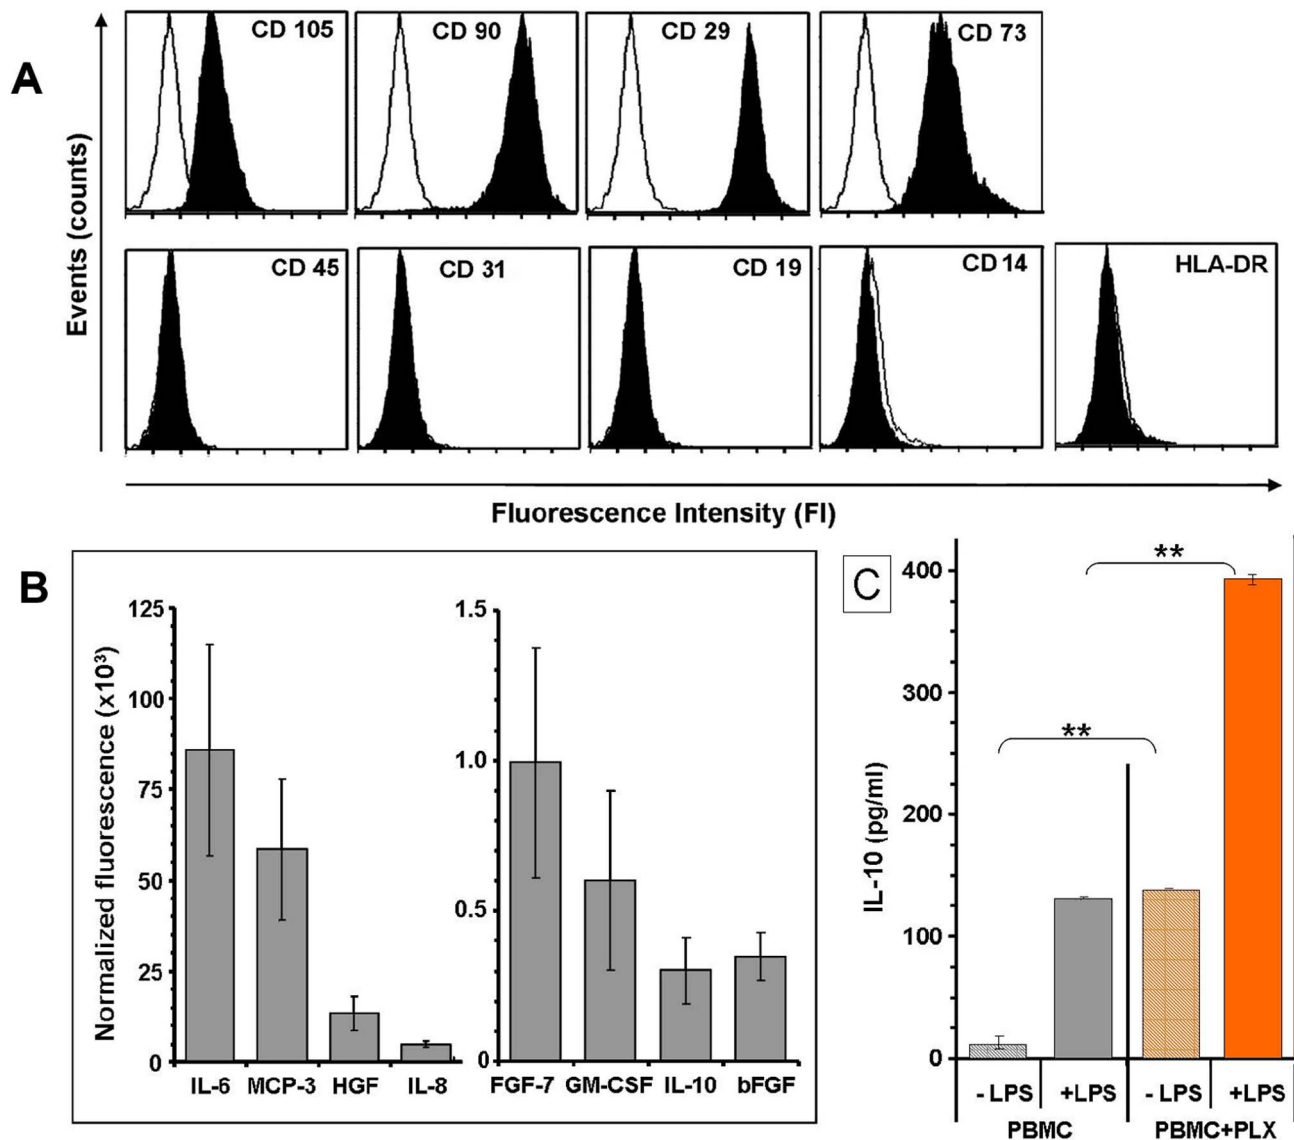 A
Events (counts)
CD 105
CD 90
CD 29
CD 73
CD 45
CD 31
CD 19
CD 14
HLA-DR
Fluorescence Intensity (FI)
B
Normalized fluorescence (x10³)
125
100
75
50
25
0
IL-6 MCP-3 HGF IL-8
1.5
1.0
0.5
0
FGF-7 GM-CSF IL-10 bFGF
C
IL-10 (pg/ml)
400
300
200
100
0
**
**
- LPS +LPS - LPS +LPS
PBMC PBMC+PLX